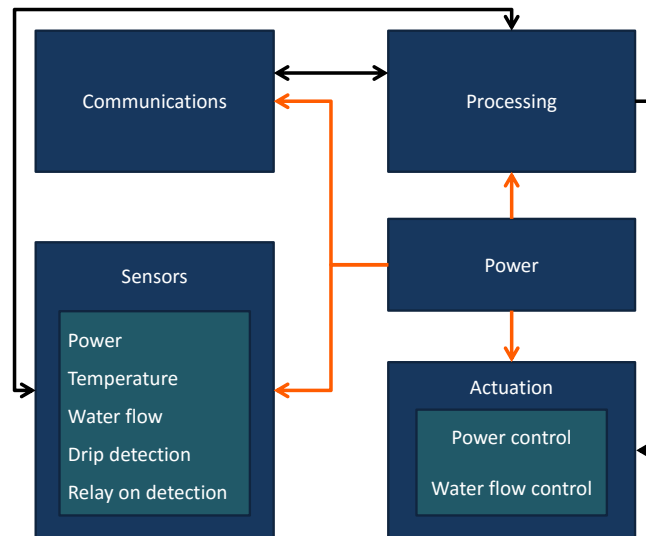 Communications
Processing
Power
Sensors
Power
Temperature
Water flow
Drip detection
Relay on detection
Actuation
Power control
Water flow control